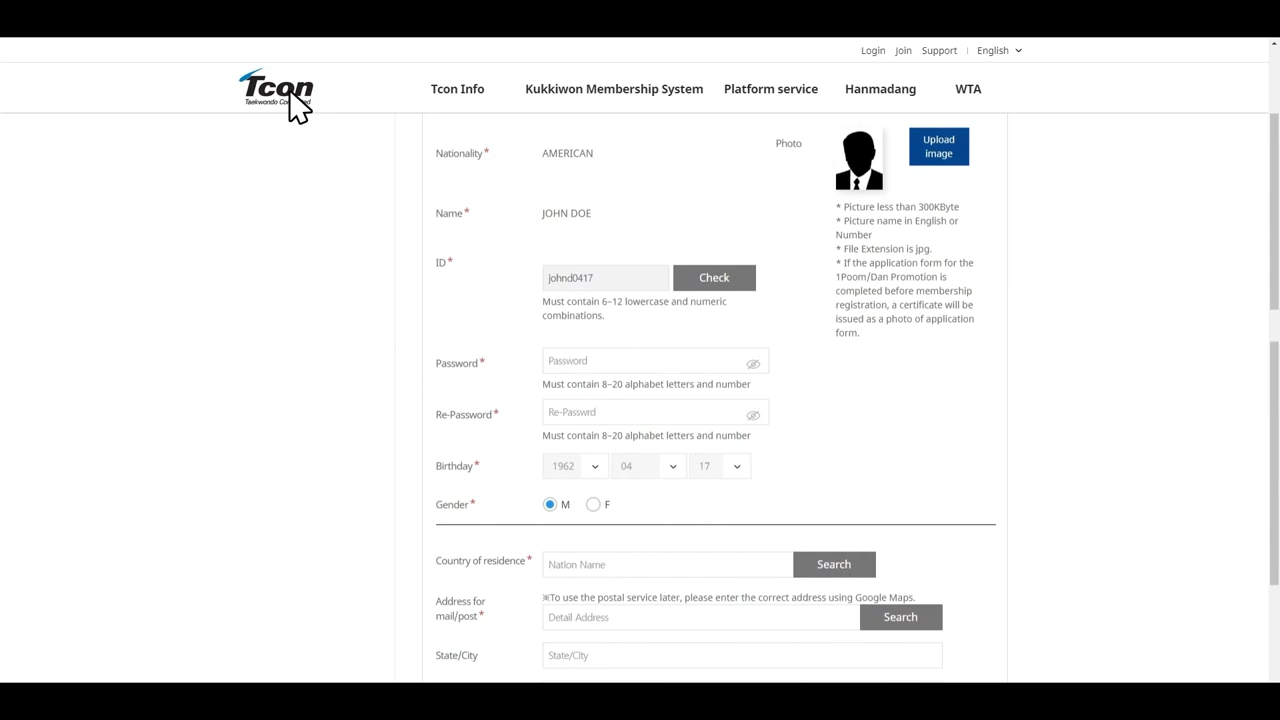 Login Join Support | English
Tcon
Taekwondo
Tcon Info Kukkiwon Membership System Platform service Hanmadang WTA
Nationality* AMERICAN
Photo
Upload
image
Name* JOHN DOE
* Picture less than 300KByte
* Picture name in English or
Number
* File Extension is jpg.
* If the application form for the
1Poom/Dan Promotion is
completed before membership
registration, a certificate will be
issued as a photo of application
form.
ID*
johnd0417 Check
Must contain 6–12 lowercase and numeric
combinations.
Password* Password
Must contain 8–20 alphabet letters and number
Re-Password* Re-Passwrd
Must contain 8–20 alphabet letters and number
Birthday* 1962 04 17
Gender* M F
Country of residence* Nation Name Search
Address for
mail/post*
※To use the postal service later, please enter the correct address using Google Maps.
Detail Address Search
State/City State/City